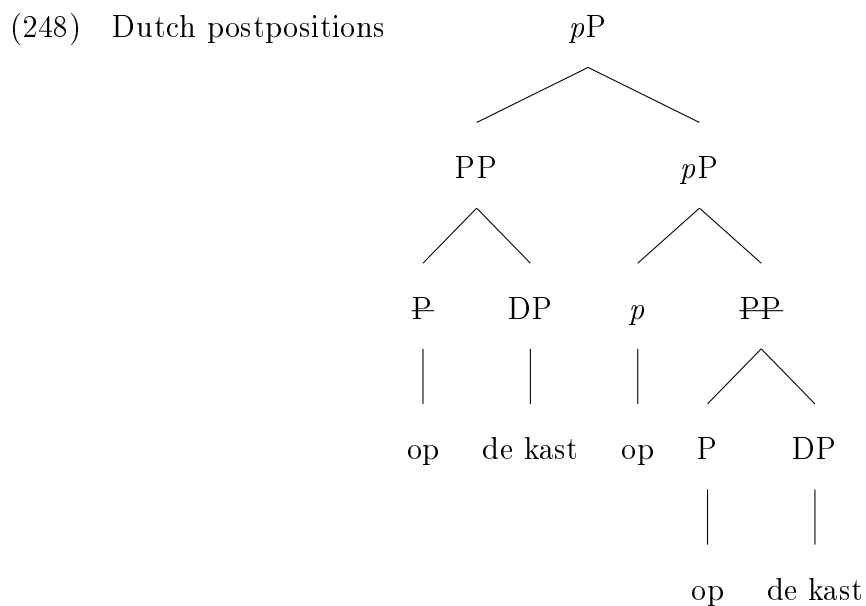 (248) Dutch postpositions pP
PP pP
P DP p PP
op de kast op P DP
op de kast